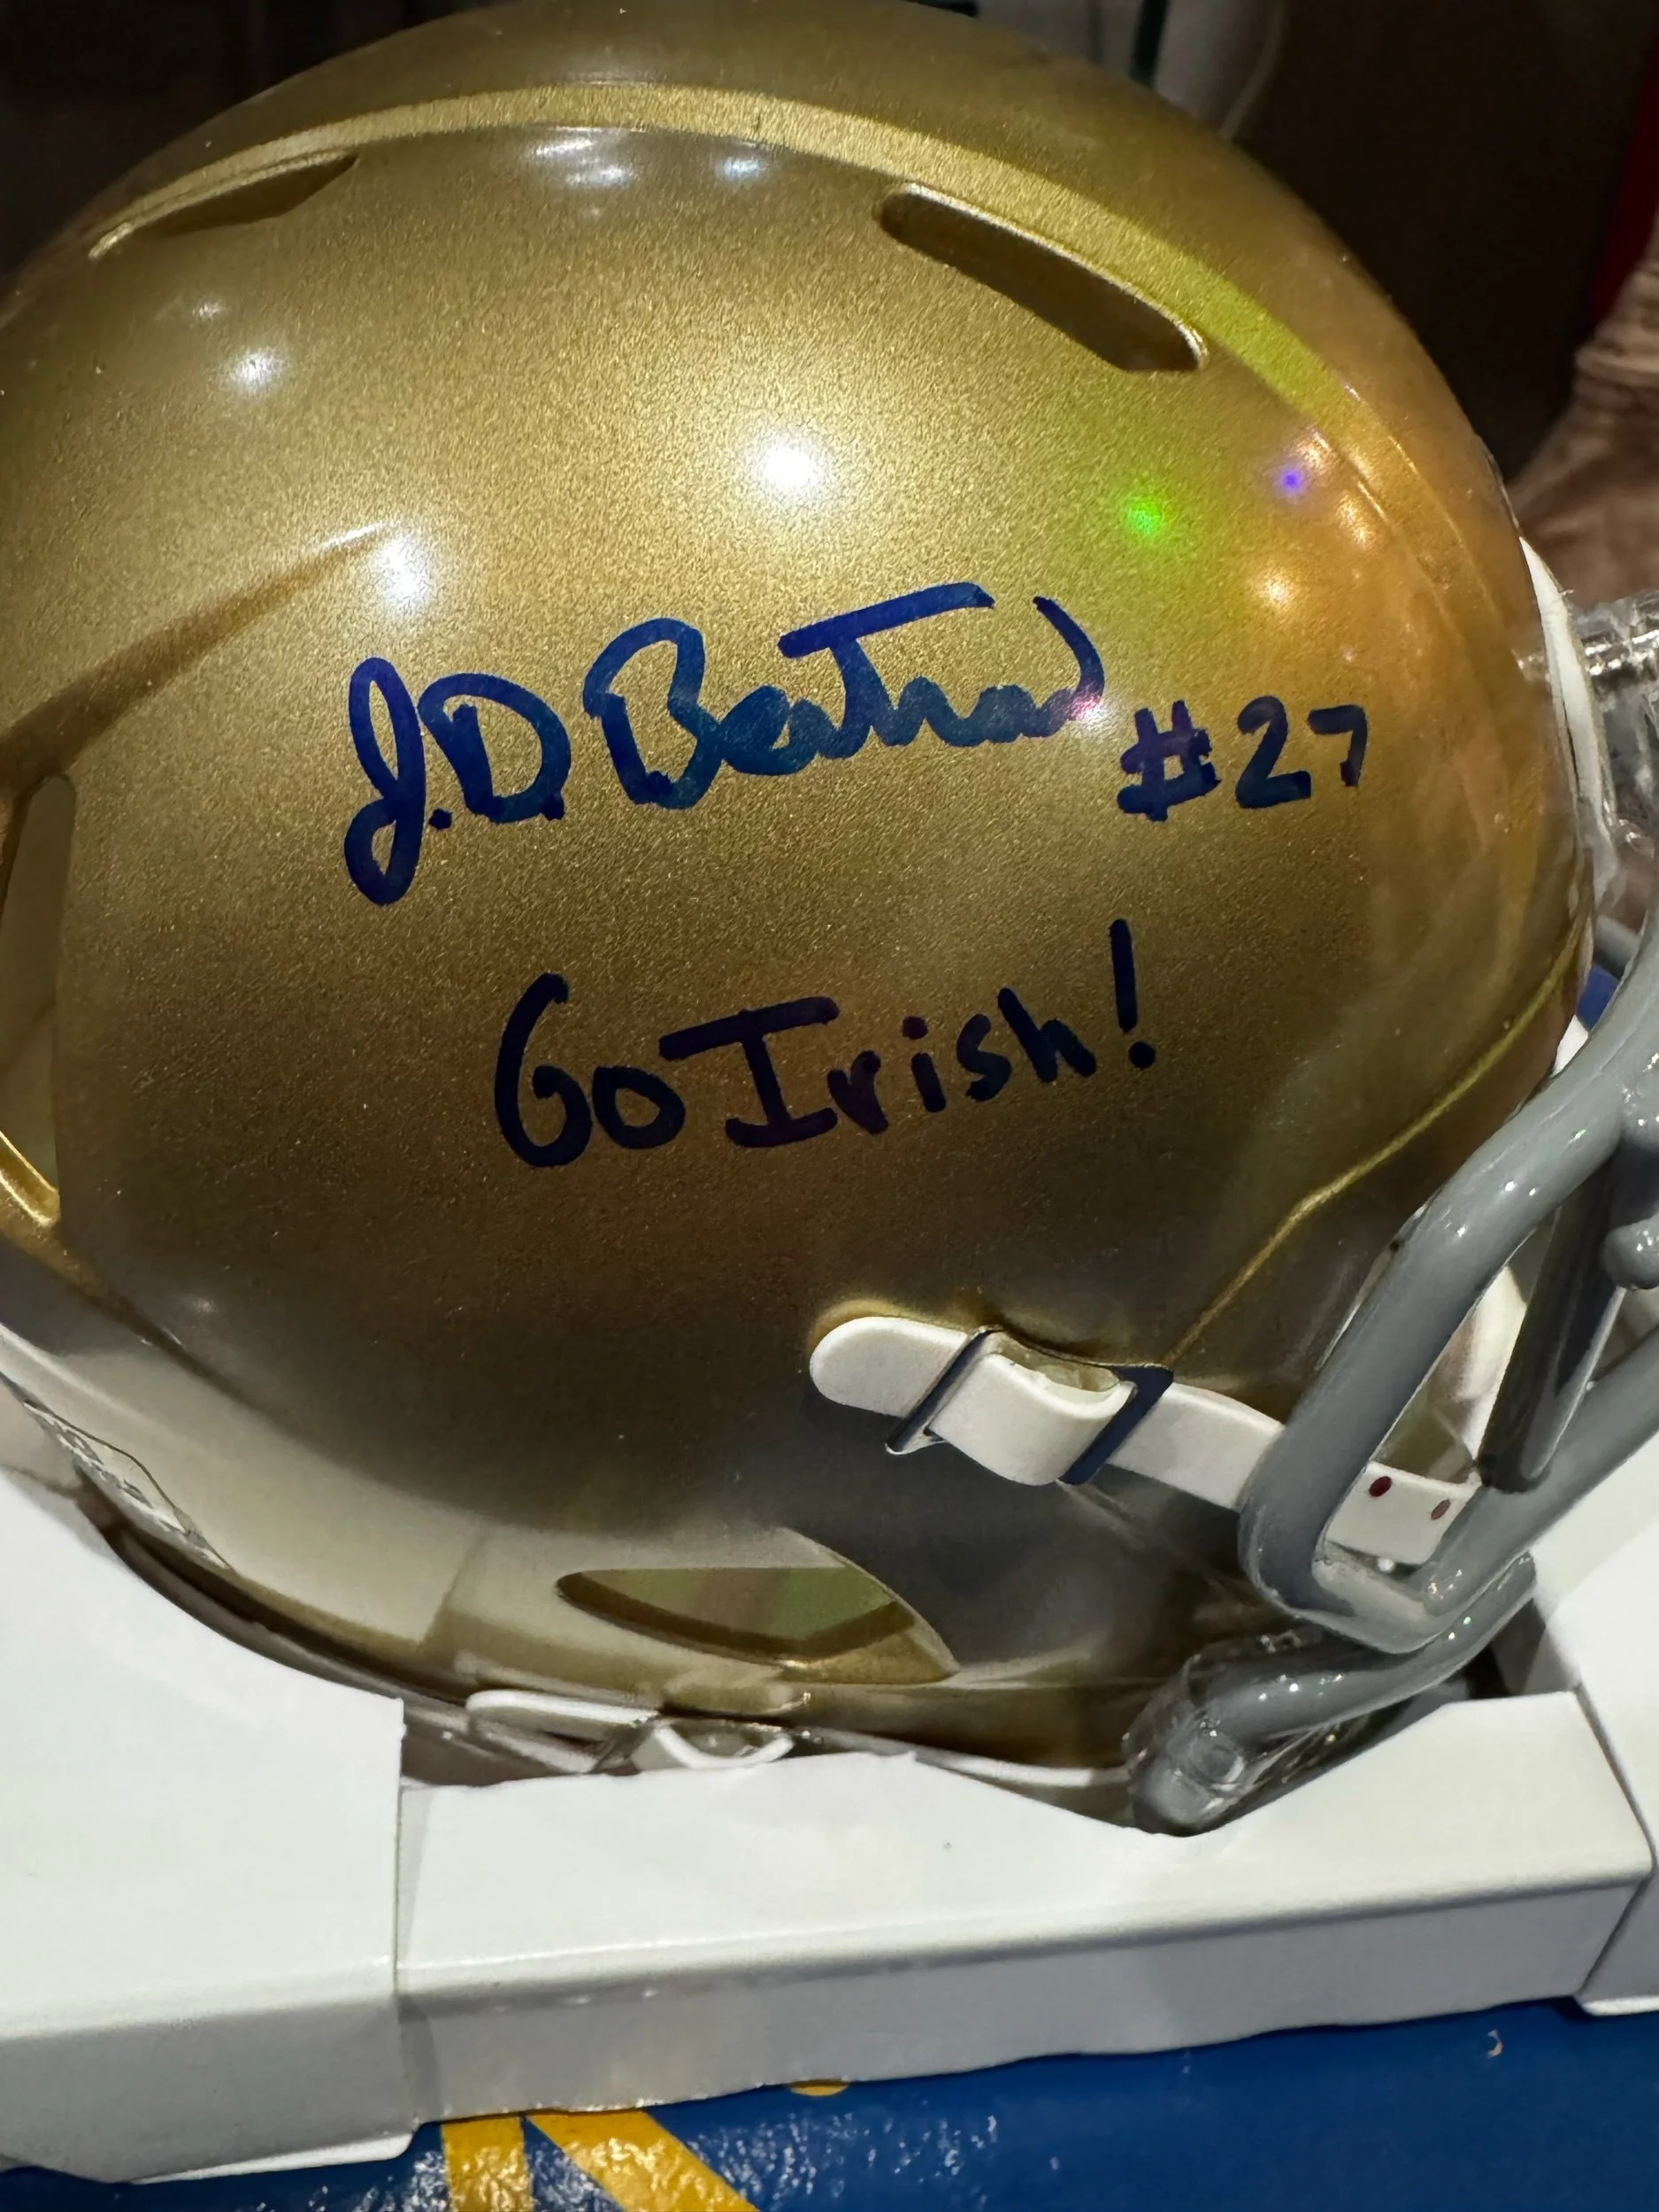 J.D. Bertrand #27
Go Irish!